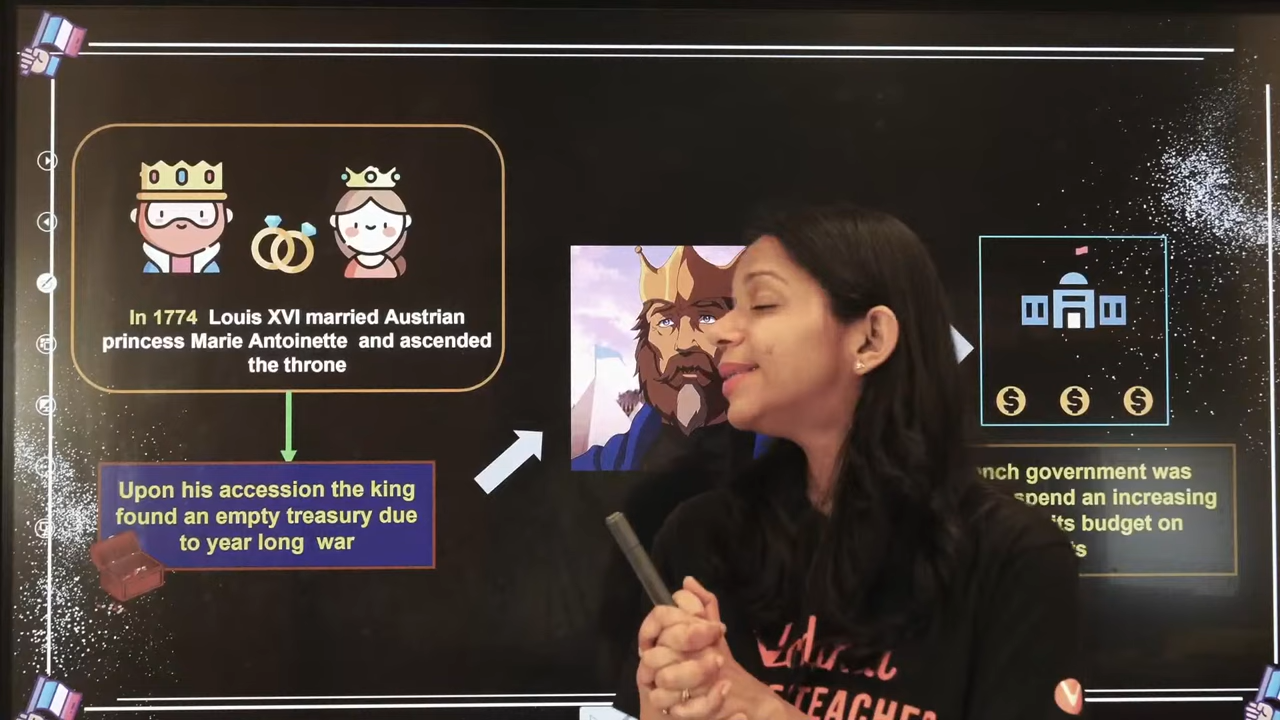 In 1774 Louis XVI married Austrian
princess Marie Antoinette and ascended
the throne
Upon his accession the king
found an empty treasury due
to year long war
government was
spend an increasing
its budget on
V